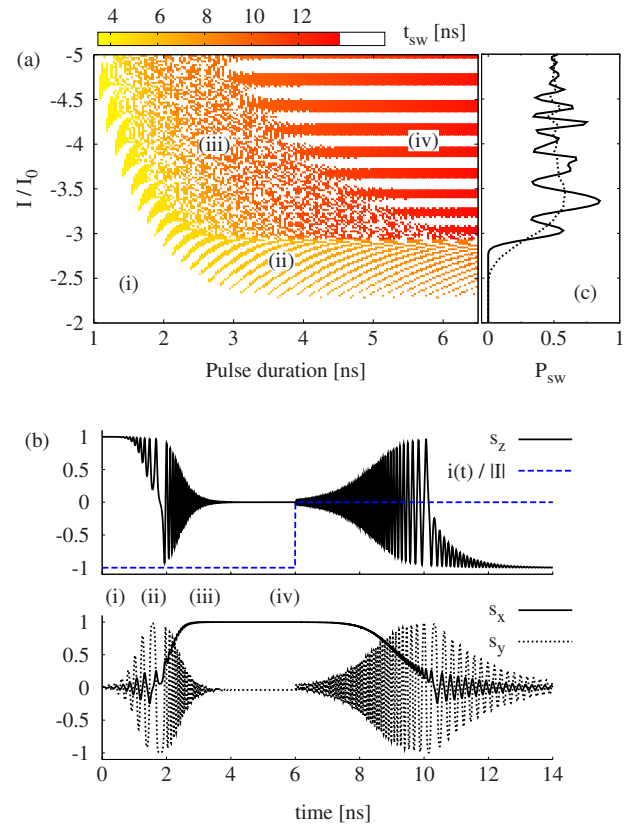 4 6 8 10 12 t_sw [ns]
(a)
I / I_0
-5
-4.5
-4
-3.5
-3
-2.5
-2
(i)
(ii)
(iii)
(iv)
1 2 3 4 5 6
Pulse duration [ns]
(c)
0 0.5 1
P_sw
(b)
1
0.5
0
-0.5
-1
s_z
i(t) / |I|
(i) (ii) (iii) (iv)
1
0.5
0
-0.5
-1
s_x
s_y
0 2 4 6 8 10 12 14
time [ns]